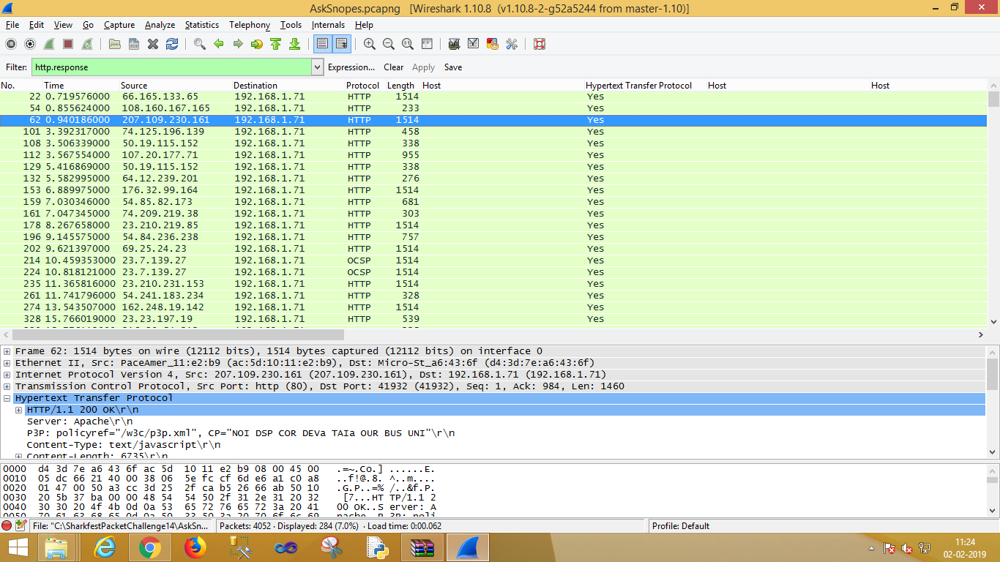 AskSnopes.pcapng [Wireshark 1.10.8 (v1.10.8-2-g52a5244 from master-1.10)]
File Edit View Go Capture Analyze Statistics Telephony Tools Internals Help
Filter: http.response Expression... Clear Apply Save
No. Time Source Destination Protocol Length Host Hypertext Transfer Protocol Host Host
22 0.719576000 66.165.133.65 192.168.1.71 HTTP 1514 Yes
54 0.855624000 108.160.167.165 192.168.1.71 HTTP 233 Yes
62 0.940186000 207.109.230.161 192.168.1.71 HTTP 1514 Yes
101 3.392317000 74.125.196.139 192.168.1.71 HTTP 458 Yes
108 3.506339000 50.19.115.152 192.168.1.71 HTTP 338 Yes
112 3.567554000 107.20.177.71 192.168.1.71 HTTP 955 Yes
129 5.416869000 50.19.115.152 192.168.1.71 HTTP 338 Yes
132 5.582995000 64.12.239.201 192.168.1.71 HTTP 276 Yes
153 6.889975000 176.32.99.164 192.168.1.71 HTTP 1514 Yes
159 7.030346000 54.85.82.173 192.168.1.71 HTTP 681 Yes
161 7.047345000 74.209.219.38 192.168.1.71 HTTP 303 Yes
178 8.267658000 23.210.219.85 192.168.1.71 HTTP 1514 Yes
196 9.145575000 54.84.236.238 192.168.1.71 HTTP 757 Yes
202 9.621397000 69.25.24.23 192.168.1.71 HTTP 1514 Yes
214 10.459353000 23.7.139.27 192.168.1.71 OCSP 1514 Yes
224 10.818121000 23.7.139.27 192.168.1.71 OCSP 1514 Yes
235 11.365816000 23.210.231.153 192.168.1.71 HTTP 1514 Yes
261 11.741796000 54.241.183.234 192.168.1.71 HTTP 328 Yes
274 13.543507000 162.248.19.142 192.168.1.71 HTTP 1514 Yes
328 15.766019000 23.23.197.19 192.168.1.71 HTTP 539 Yes
Frame 62: 1514 bytes on wire (12112 bits), 1514 bytes captured (12112 bits) on interface 0
Ethernet II, Src: PaceAmer_11:e2:b9 (ac:5d:10:11:e2:b9), Dst: Micro-St_a6:43:6f (d4:3d:7e:a6:43:6f)
Internet Protocol Version 4, Src: 207.109.230.161 (207.109.230.161), Dst: 192.168.1.71 (192.168.1.71)
Transmission Control Protocol, Src Port: http (80), Dst Port: 41932 (41932), Seq: 1, Ack: 984, Len: 1460
Hypertext Transfer Protocol
HTTP/1.1 200 OK\r\n
Server: Apache\r\n
P3P: policyref="/w3c/p3p.xml", CP="NOI DSP COR DEVa TAIa OUR BUS UNI"\r\n
Content-Type: text/javascript\r\n
Content-Length: 6735\r\n
0000 d4 3d 7e a6 43 6f ac 5d 10 11 e2 b9 08 00 45 00 .=~.Co.] ......E.
0010 05 dc 66 21 40 00 38 06 5e fc cf 6d e6 a1 c0 a8 ..f!@.8. ^..m....
0020 01 47 00 50 a3 cc 3d 25 2f ca b5 26 66 ab 50 10 .G.P..=% /..&f.P.
0030 20 5b 37 ba 00 00 48 54 54 50 2f 31 2e 31 20 32 [7...HT TP/1.1 2
0040 30 30 20 4f 4b 0d 0a 53 65 72 76 65 72 3a 20 41 00 OK..S erver: A
0050 70 61 63 68 65 0d 0a 50 33 50 3a 20 70 6f 6c 69 pache..P 3P: poli
File: "C:\SharkfestPacketChallenge14\AskSn... Packets: 4052 · Displayed: 284 (7.0%) · Load time: 0:00.062 Profile: Default
11:24
02-02-2019